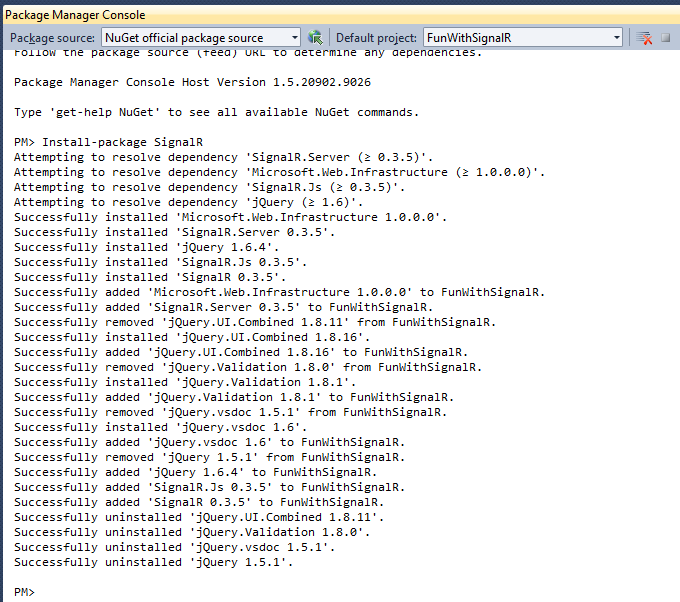 Package Manager Console
Package source: NuGet official package source Default project: FunWithSignalR
Follow the package source (feed) URL to determine any dependencies.
Package Manager Console Host Version 1.5.20902.9026
Type 'get-help NuGet' to see all available NuGet commands.
PM> Install-package SignalR
Attempting to resolve dependency 'SignalR.Server (≥ 0.3.5)'.
Attempting to resolve dependency 'Microsoft.Web.Infrastructure (≥ 1.0.0.0)'.
Attempting to resolve dependency 'SignalR.Js (≥ 0.3.5)'.
Attempting to resolve dependency 'jQuery (≥ 1.6)'.
Successfully installed 'Microsoft.Web.Infrastructure 1.0.0.0'.
Successfully installed 'SignalR.Server 0.3.5'.
Successfully installed 'jQuery 1.6.4'.
Successfully installed 'SignalR.Js 0.3.5'.
Successfully installed 'SignalR 0.3.5'.
Successfully added 'Microsoft.Web.Infrastructure 1.0.0.0' to FunWithSignalR.
Successfully added 'SignalR.Server 0.3.5' to FunWithSignalR.
Successfully removed 'jQuery.UI.Combined 1.8.11' from FunWithSignalR.
Successfully installed 'jQuery.UI.Combined 1.8.16'.
Successfully added 'jQuery.UI.Combined 1.8.16' to FunWithSignalR.
Successfully removed 'jQuery.Validation 1.8.0' from FunWithSignalR.
Successfully installed 'jQuery.Validation 1.8.1'.
Successfully added 'jQuery.Validation 1.8.1' to FunWithSignalR.
Successfully removed 'jQuery.vsdoc 1.5.1' from FunWithSignalR.
Successfully installed 'jQuery.vsdoc 1.6'.
Successfully added 'jQuery.vsdoc 1.6' to FunWithSignalR.
Successfully removed 'jQuery 1.5.1' from FunWithSignalR.
Successfully added 'jQuery 1.6.4' to FunWithSignalR.
Successfully added 'SignalR.Js 0.3.5' to FunWithSignalR.
Successfully added 'SignalR 0.3.5' to FunWithSignalR.
Successfully uninstalled 'jQuery.UI.Combined 1.8.11'.
Successfully uninstalled 'jQuery.Validation 1.8.0'.
Successfully uninstalled 'jQuery.vsdoc 1.5.1'.
Successfully uninstalled 'jQuery 1.5.1'.
PM>